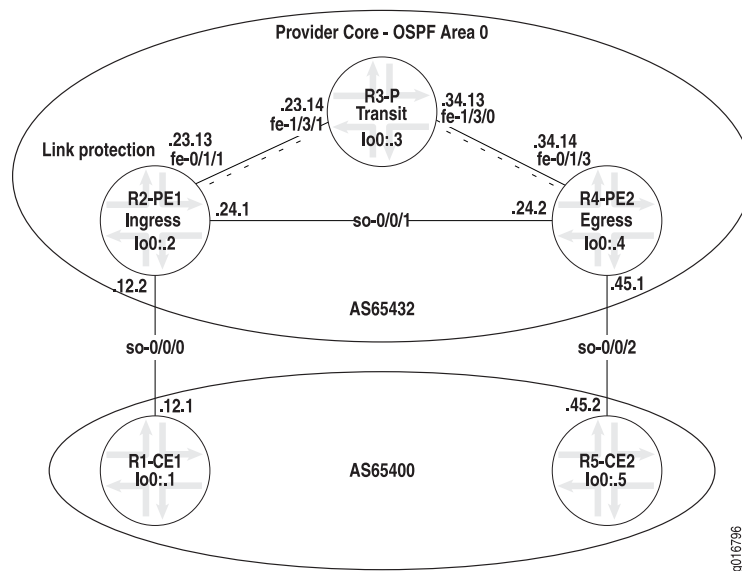 Provider Core - OSPF Area 0
R3-P
Transit
lo0:.3
.23.14
fe-1/3/1
.34.13
fe-1/3/0
.23.13
fe-0/1/1
.34.14
fe-0/1/3
Link protection
R2-PE1
Ingress
lo0:.2
.24.1
so-0/0/1
.24.2
R4-PE2
Egress
lo0:.4
.12.2
.45.1
AS65432
so-0/0/0
so-0/0/2
.12.1
.45.2
R1-CE1
lo0:.1
AS65400
R5-CE2
lo0:.5
g016796